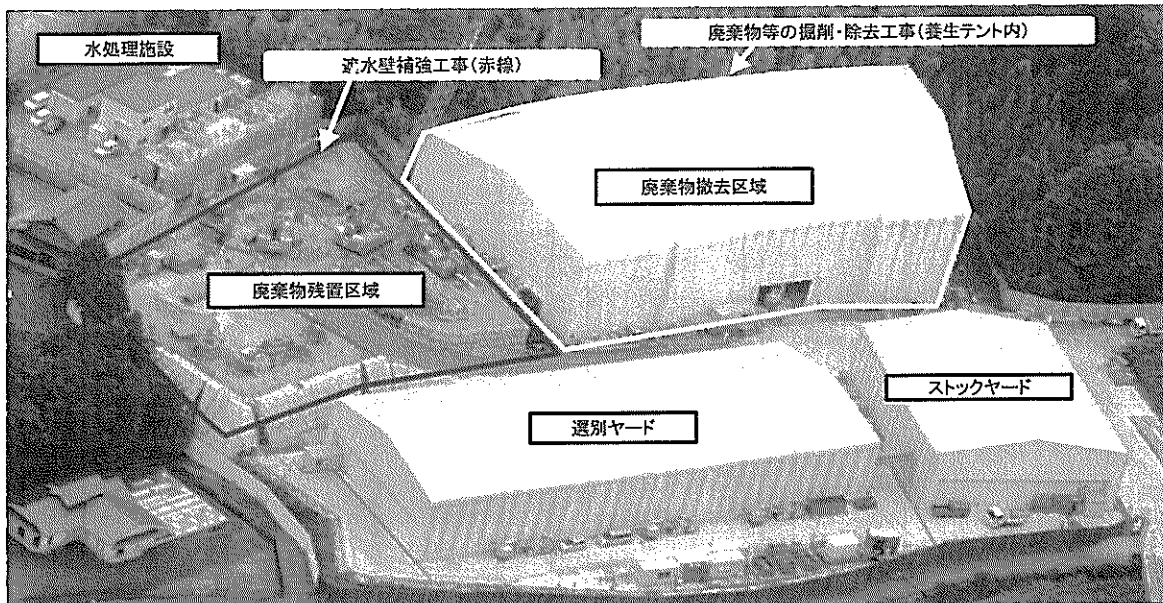 廃棄物等の掘削・除去工事(養生テント内)
水処理施設
遮水壁補強工事(赤線)
廃棄物撤去区域
廃棄物残置区域
ストックヤード
選別ヤード